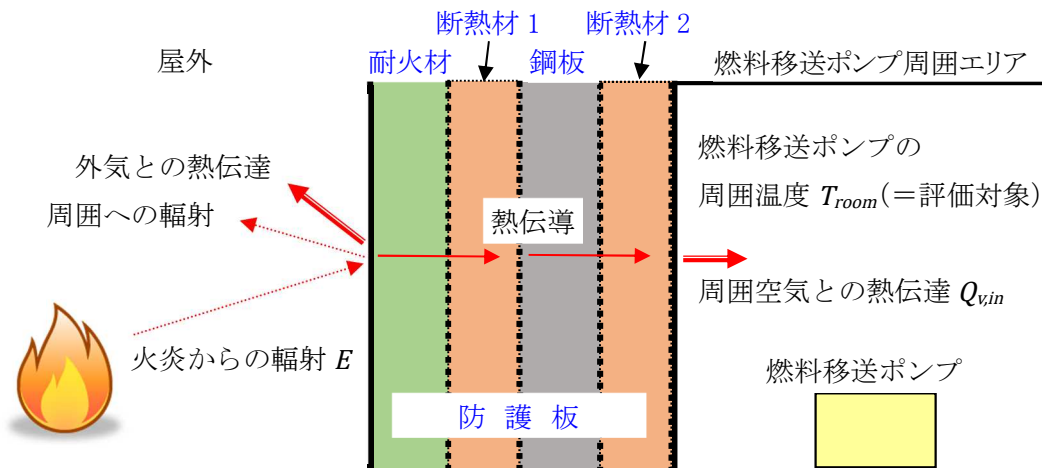 断熱材 1
断熱材 2
屋外
耐火材
鋼板
燃料移送ポンプ周囲エリア
外気との熱伝達
周囲への輻射
熱伝導
燃料移送ポンプの
周囲温度 Troom(＝評価対象)
周囲空気との熱伝達 Qv,in
火炎からの輻射 E
燃料移送ポンプ
防 護 板